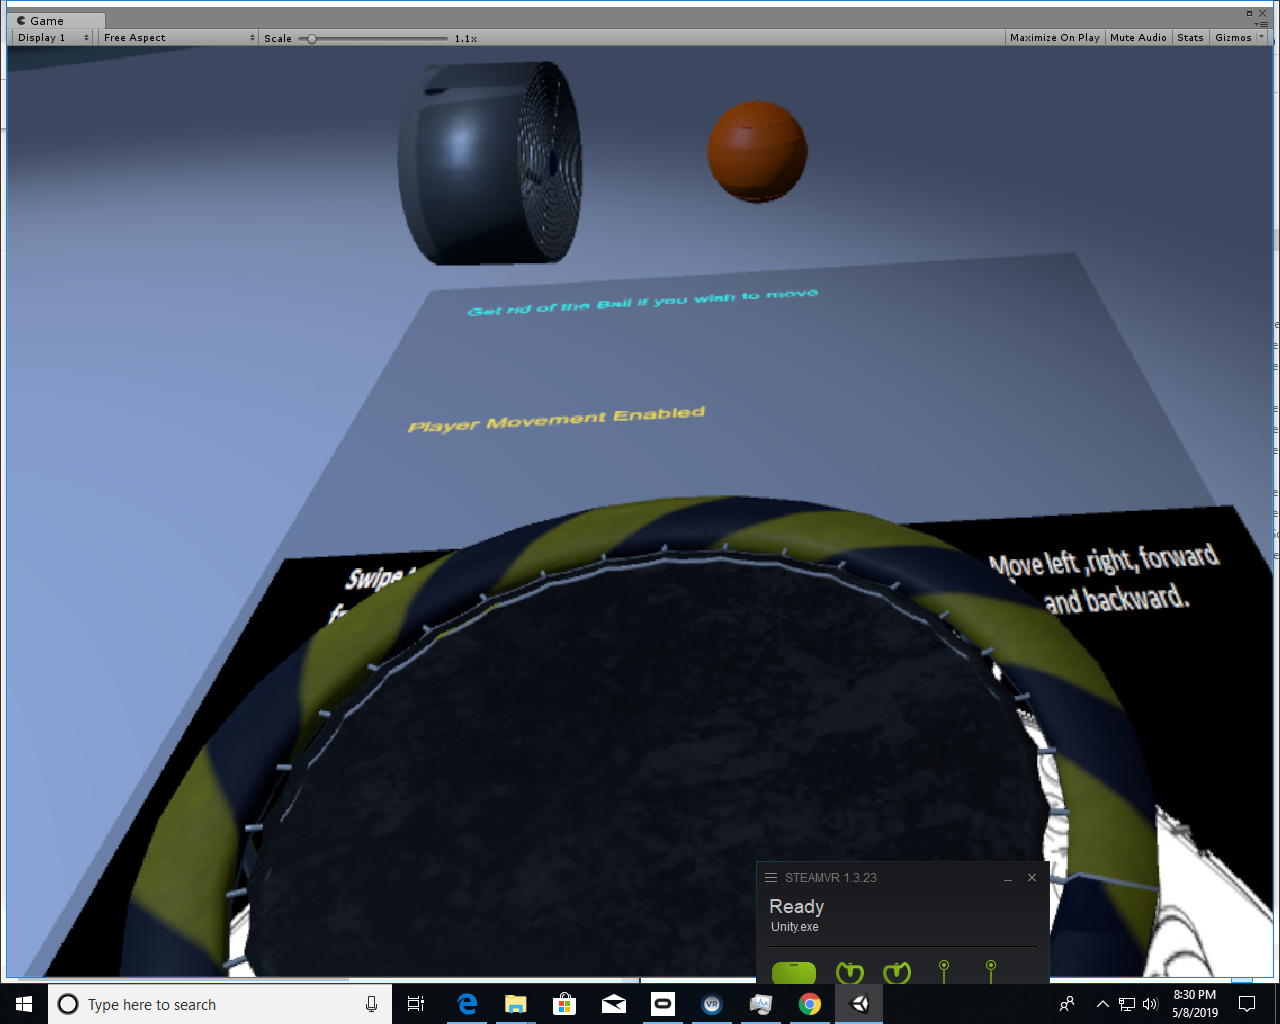 Game
Display 1
Free Aspect
Scale
1.1x
Maximize On Play
Mute Audio
Stats
Gizmos
Get rid of the Ball if you wish to move
Player Movement Enabled
Swipe
Move left ,right, forward
and backward.
STEAMVR 1.3.23
Ready
Unity.exe
Type here to search
VR
8:30 PM
5/8/2019